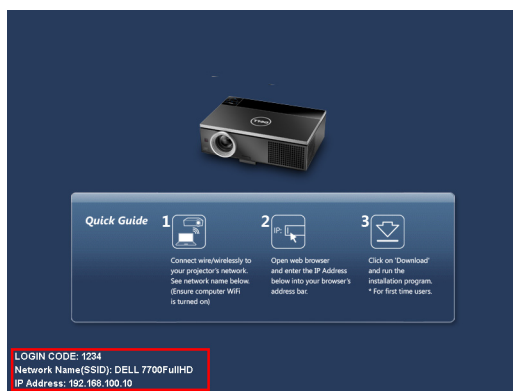 DELL
Quick Guide
1
Connect wire/wirelessly to
your projector's network.
See network name below.
(Ensure computer WiFi
is turned on)
2
IP:
Open web browser
and enter the IP Address
below into your browser's
address bar.
3
Click on 'Download'
and run the
installation program.
* For first time users.
LOGIN CODE: 1234
Network Name(SSID): DELL 7700FullHD
IP Address: 192.168.100.10